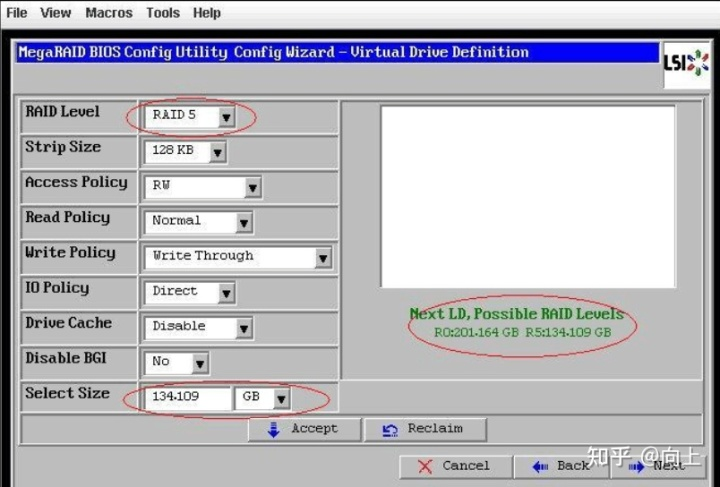 File View Macros Tools Help
MegaRAID BIOS Config Utility Config Wizard – Virtual Drive Definition
LSI
RAID Level RAID 5
Strip Size 128 KB
Access Policy RW
Read Policy Normal
Write Policy Write Through
IO Policy Direct
Drive Cache Disable
Disable BGI No
Select Size 134.109 GB
Next LD, Possible RAID Levels
R0:201.164 GB R5:134.109 GB
Accept Reclaim
Cancel Back Next
知乎 @向上